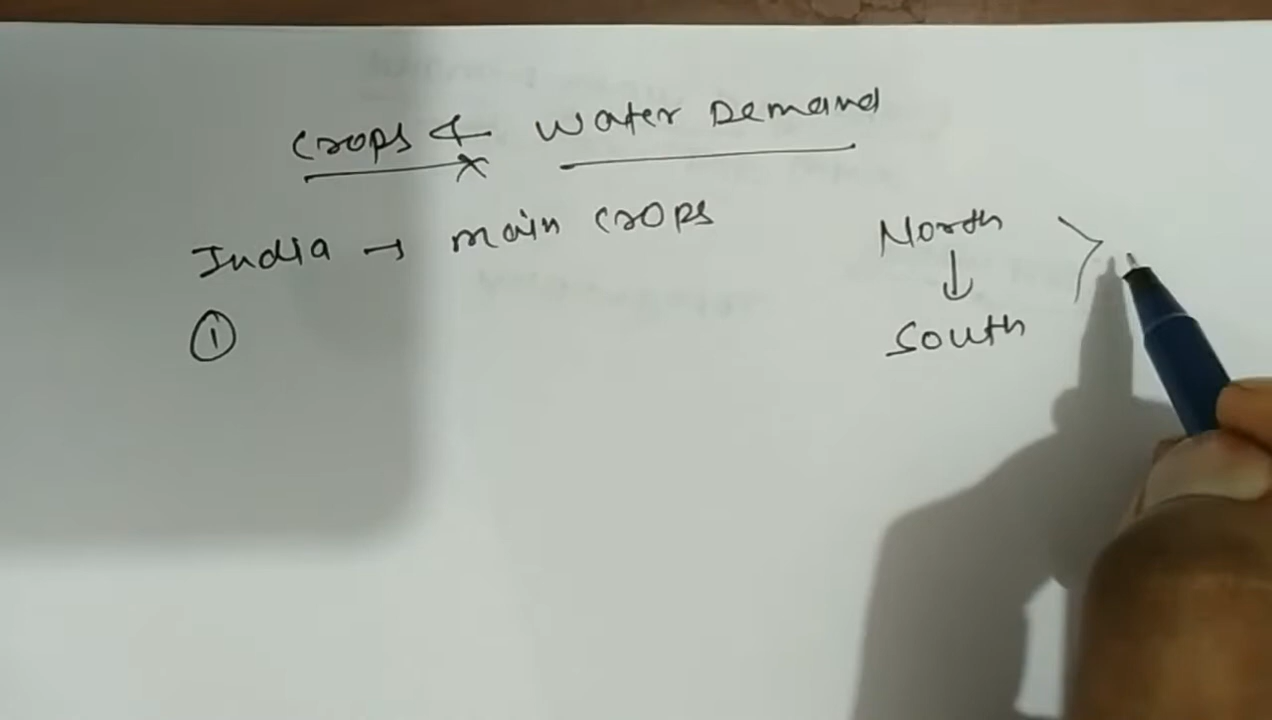 Crops & Water Demand
India → main crops
North
↓
South
①